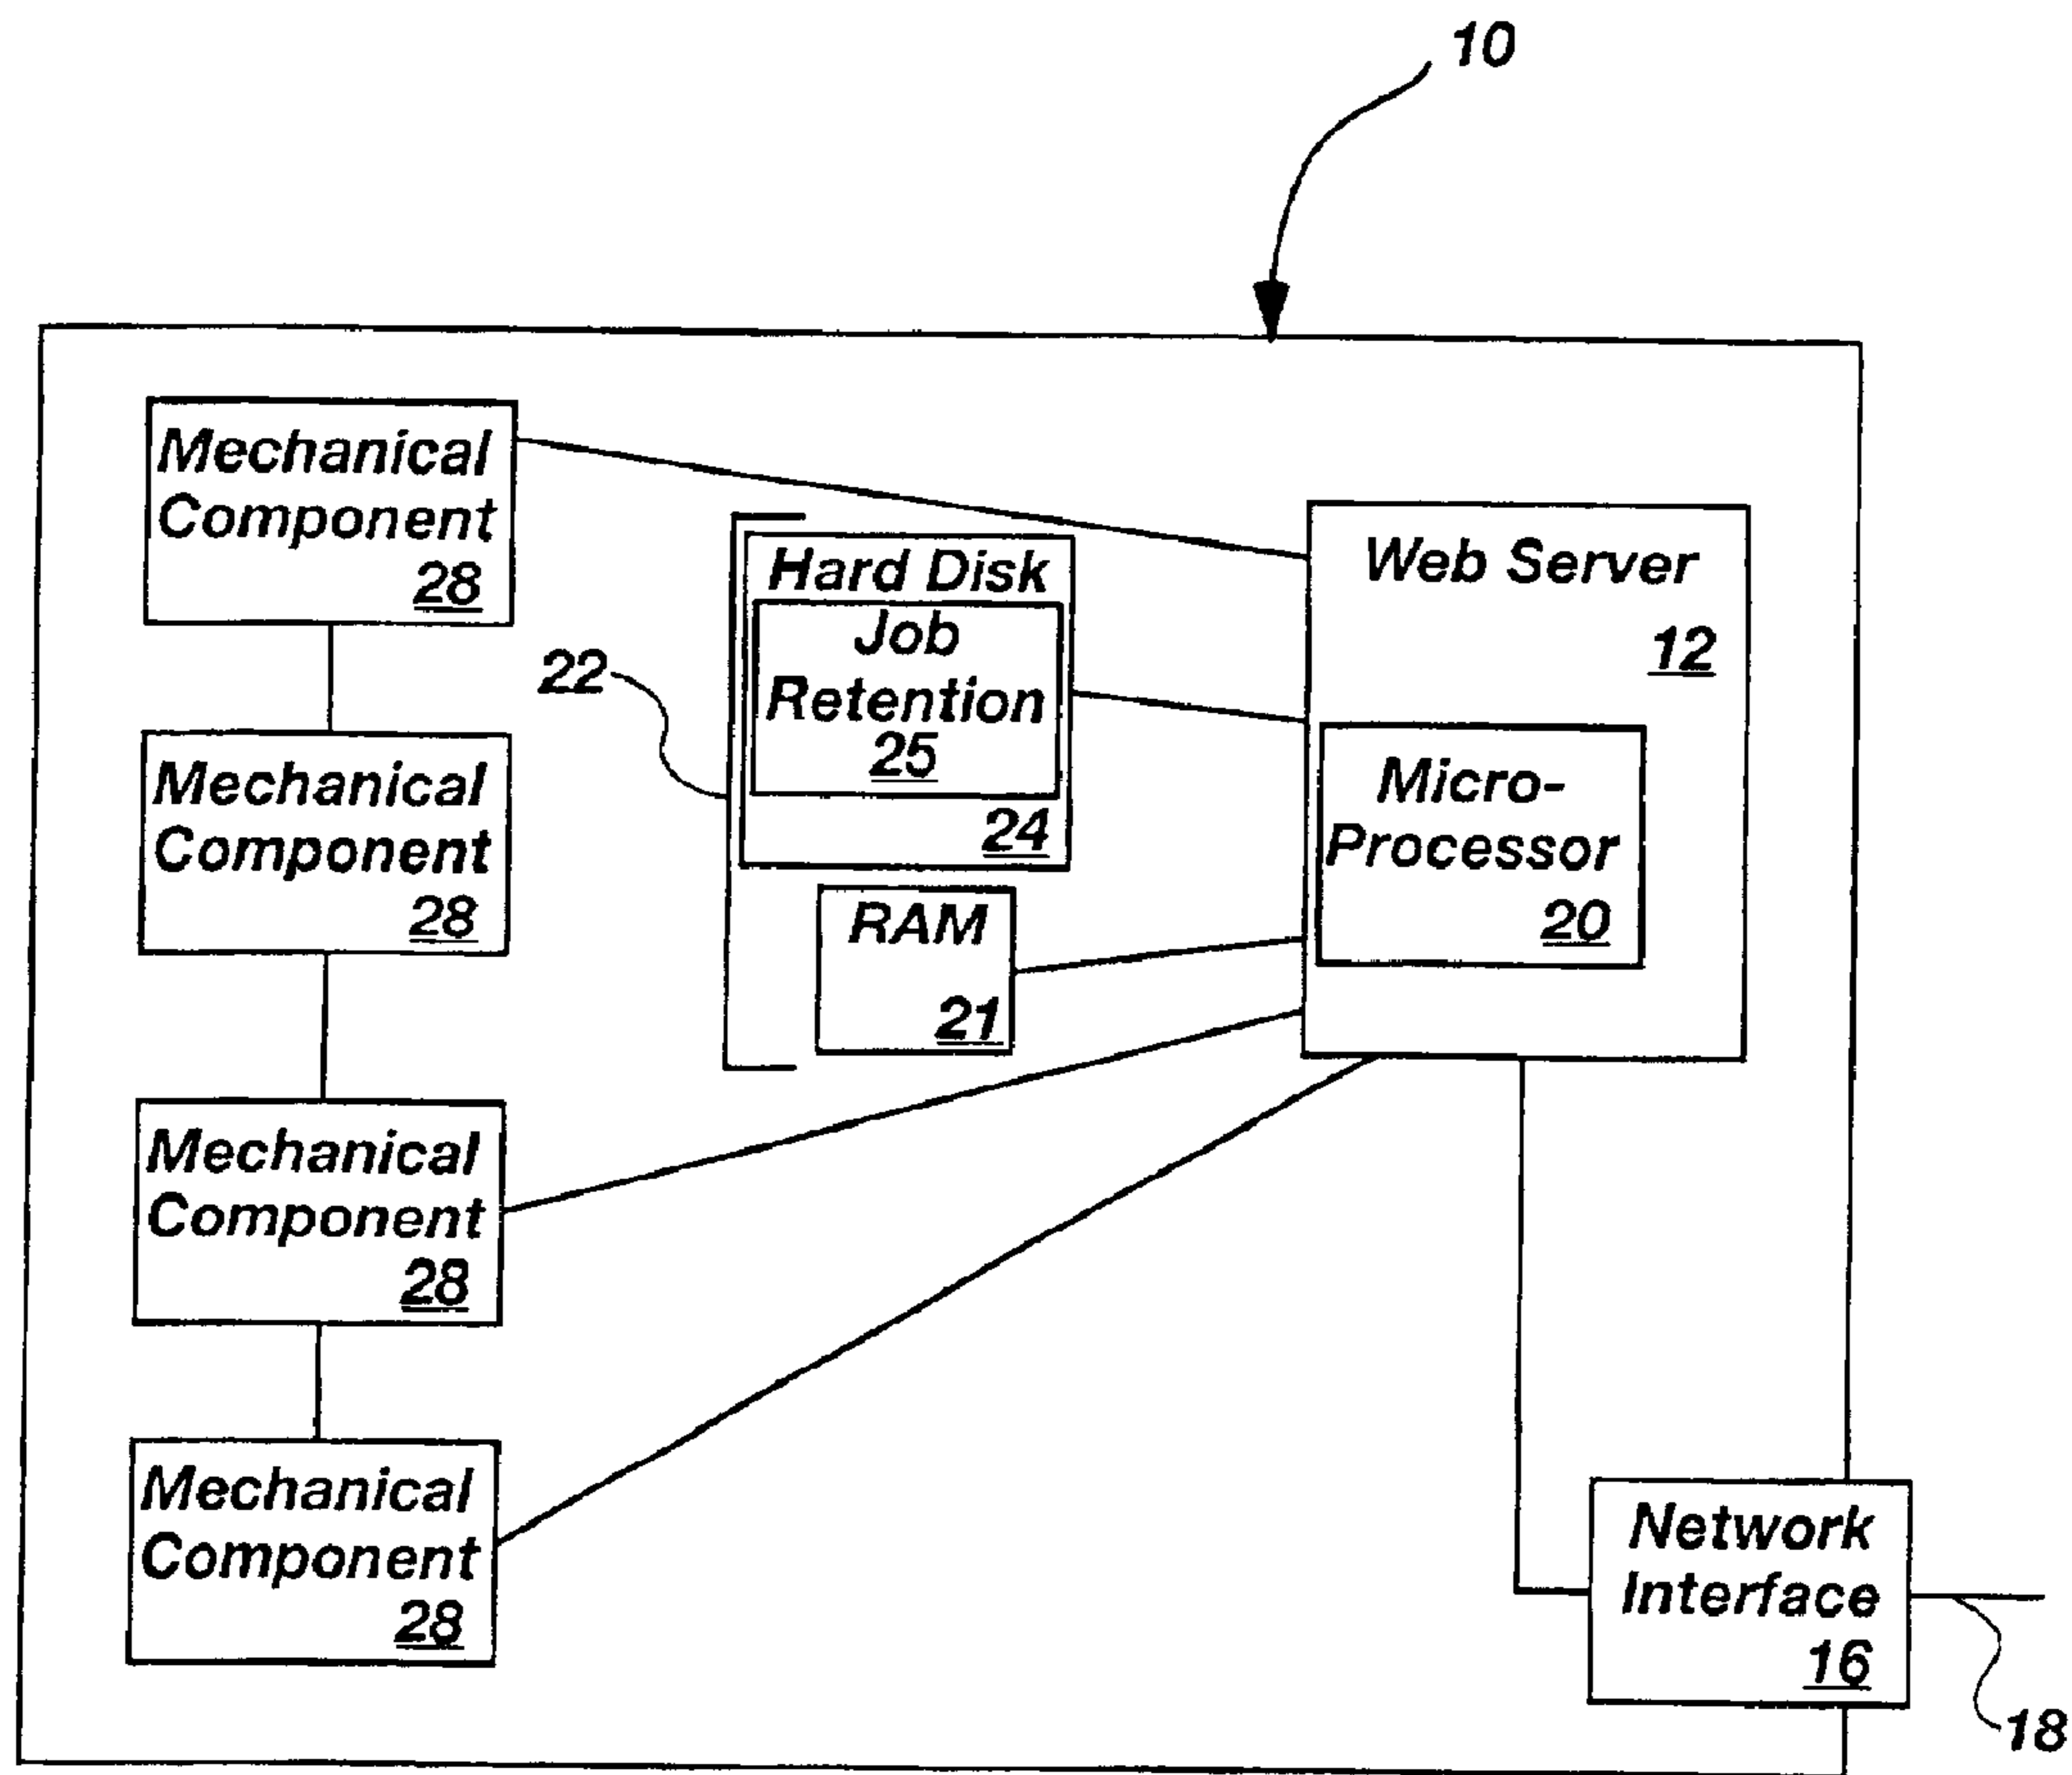 10
Mechanical
Component
28
Mechanical
Component
28
Mechanical
Component
28
Mechanical
Component
28
22
Hard Disk
Job
Retention
25
24
RAM
21
Web Server
12
Micro-
Processor
20
Network
Interface
16
18